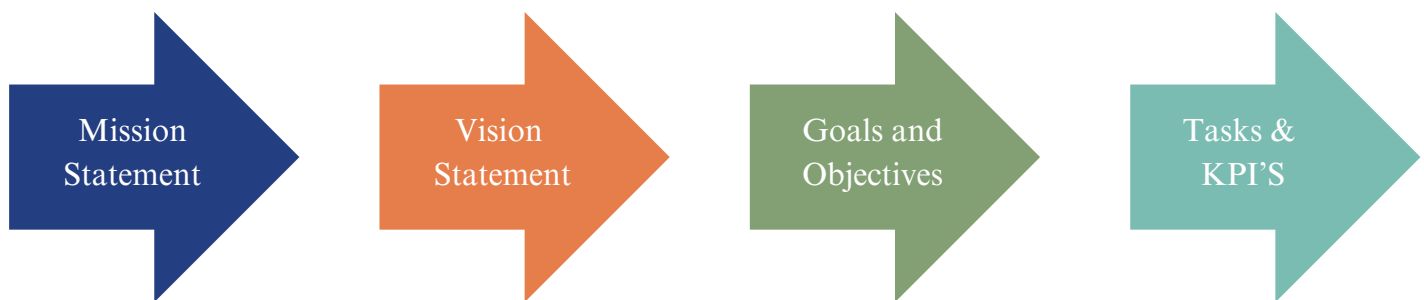 Mission
Statement
Vision
Statement
Goals and
Objectives
Tasks &
KPI’S